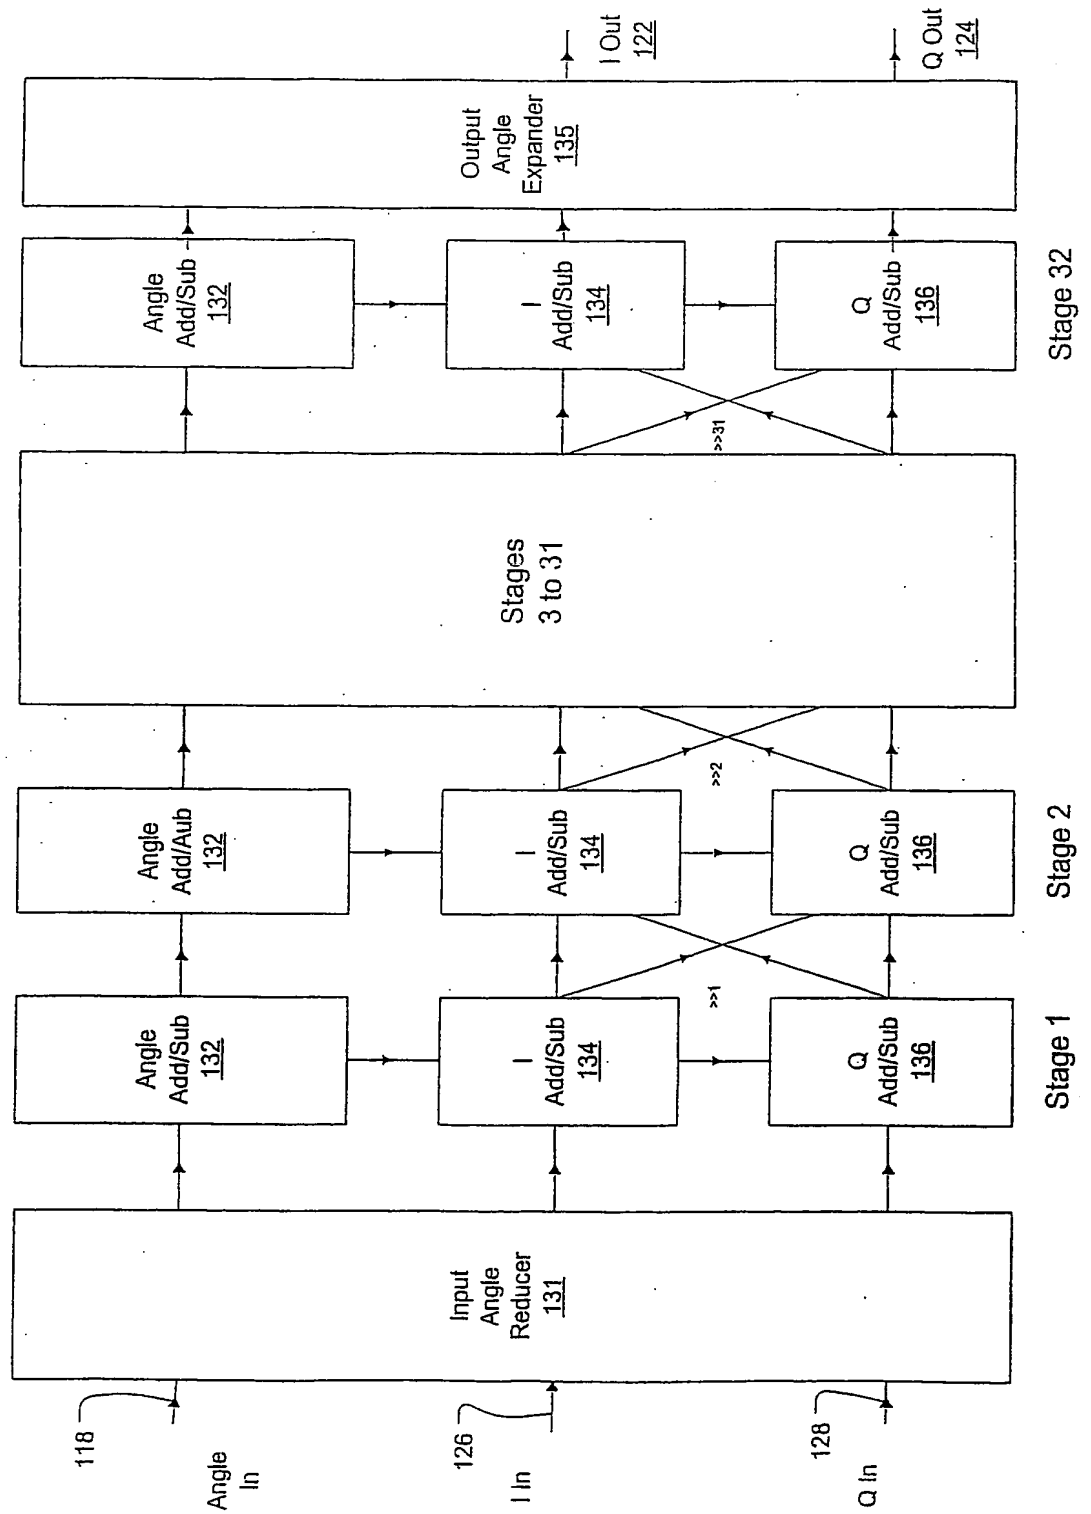 118
Angle
In
126
I In
128
Q In
Input
Angle
Reducer
131
Angle
Add/Sub
132
I
Add/Sub
134
Q
Add/Sub
136
Stage 1
>>1
Angle
Add/Aub
132
I
Add/Sub
134
Q
Add/Sub
136
Stage 2
>>2
Stages
3 to 31
>>31
Angle
Add/Sub
132
I
Add/Sub
134
Q
Add/Sub
136
Stage 32
Output
Angle
Expander
135
I Out
122
Q Out
124